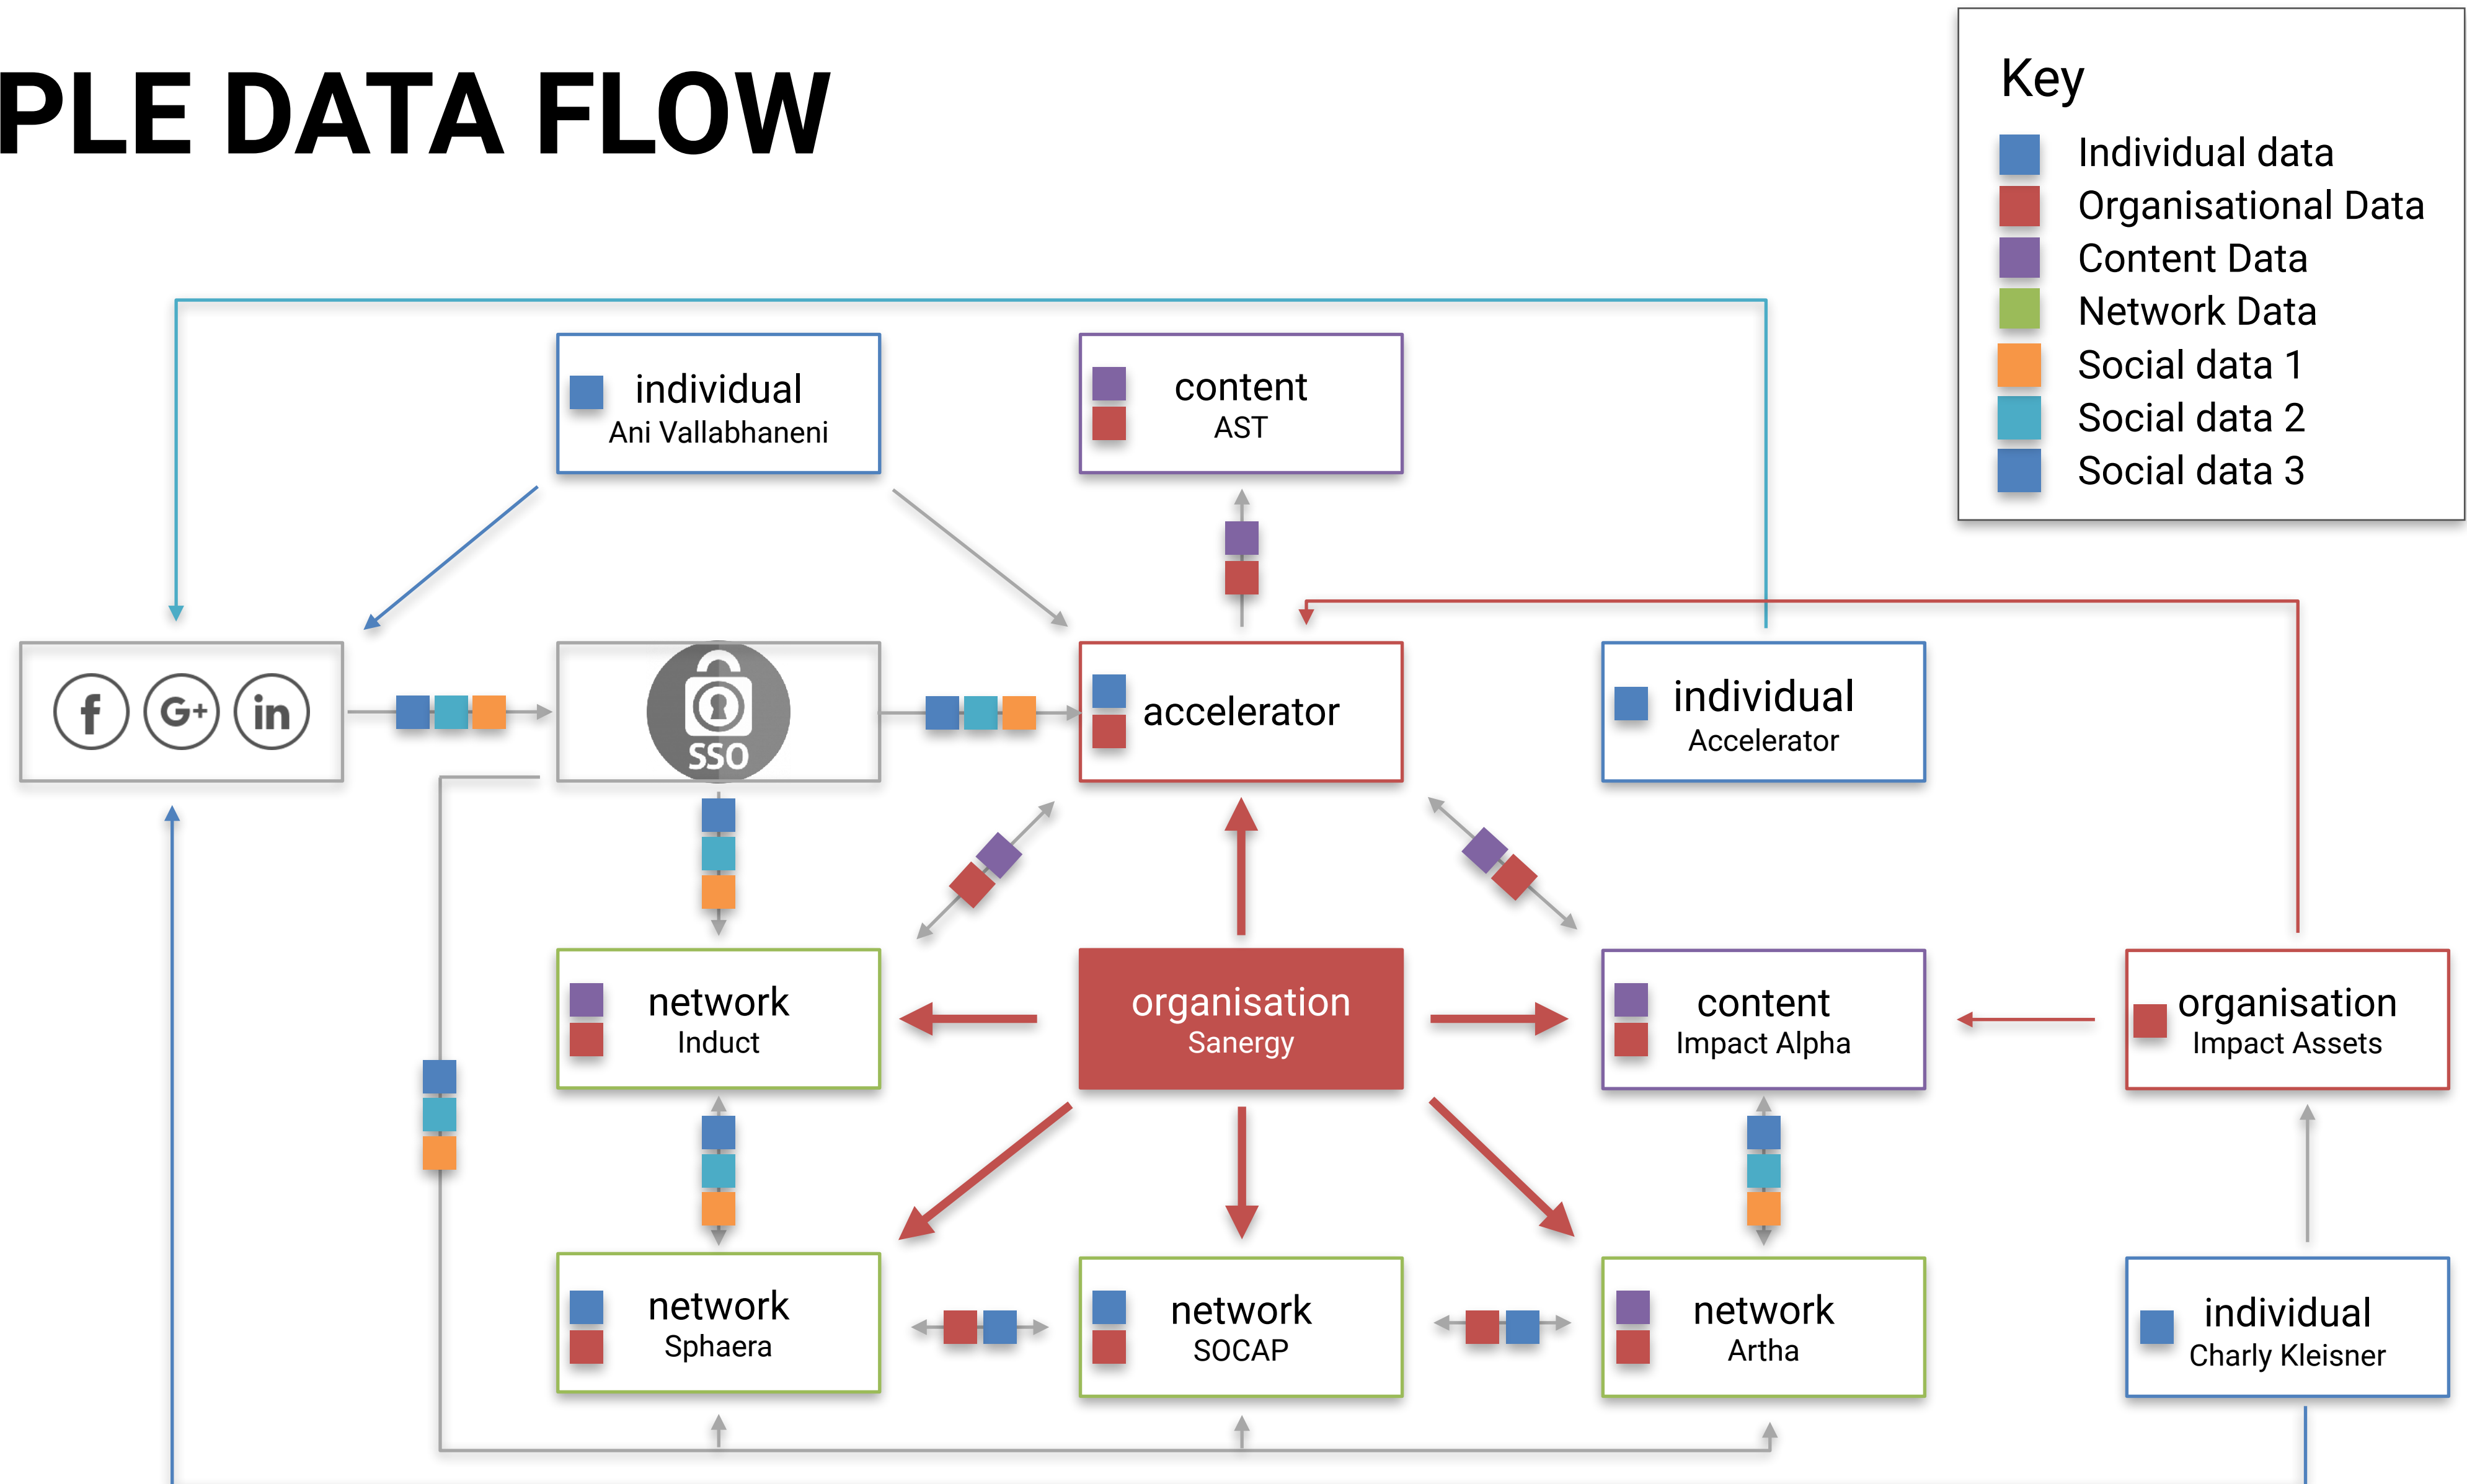 PLE DATA FLOW
Key
Individual data
Organisational Data
Content Data
Network Data
Social data 1
Social data 2
Social data 3
individual
Ani Vallabhaneni
content
AST
f
G+
in
SSO
accelerator
individual
Accelerator
network
Induct
organisation
Sanergy
content
Impact Alpha
organisation
Impact Assets
network
Sphaera
network
SOCAP
network
Artha
individual
Charly Kleisner